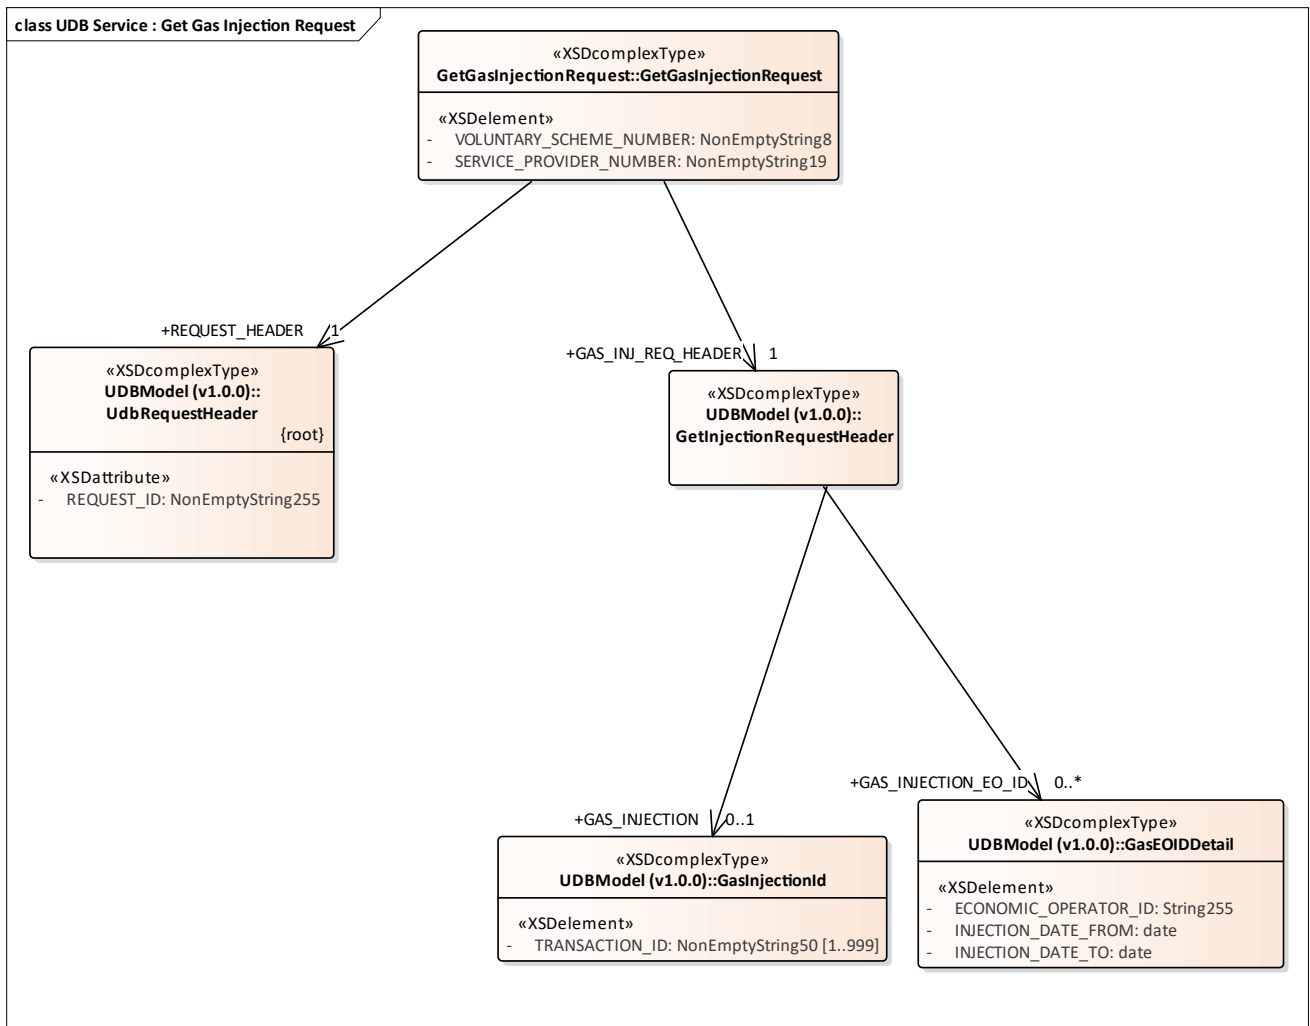 class UDB Service : Get Gas Injection Request
«XSDcomplexType»
GetGasInjectionRequest::GetGasInjectionRequest
«XSDelement»
- VOLUNTARY_SCHEME_NUMBER: NonEmptyString8
- SERVICE_PROVIDER_NUMBER: NonEmptyString19
+REQUEST_HEADER 1
«XSDcomplexType»
UDBModel (v1.0.0)::
UdbRequestHeader
{root}
«XSDattribute»
- REQUEST_ID: NonEmptyString255
+GAS_INJ_REQ_HEADER 1
«XSDcomplexType»
UDBModel (v1.0.0)::
GetInjectionRequestHeader
+GAS_INJECTION 0..1
«XSDcomplexType»
UDBModel (v1.0.0)::GasInjectionId
«XSDelement»
- TRANSACTION_ID: NonEmptyString50 [1..999]
+GAS_INJECTION_EO_ID 0..*
«XSDcomplexType»
UDBModel (v1.0.0)::GasEOIDDetail
«XSDelement»
- ECONOMIC_OPERATOR_ID: String255
- INJECTION_DATE_FROM: date
- INJECTION_DATE_TO: date